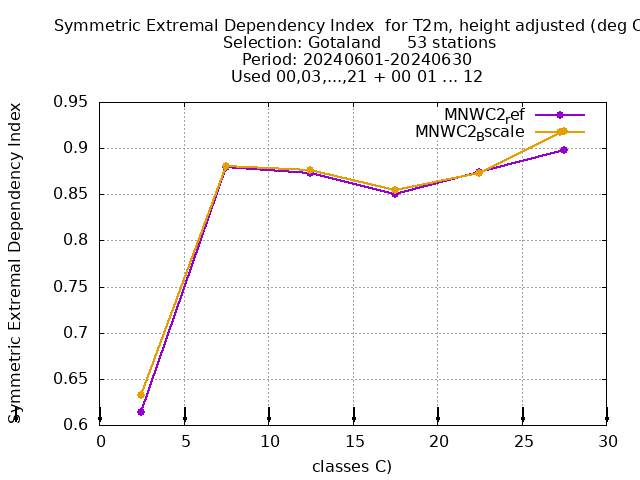 Symmetric Extremal Dependency Index  for T2m, height adjusted (deg C
Selection: Gotaland     53 stations
Period: 20240601-20240630
Used 00,03,...,21 + 00 01 ... 12
MNWC2ref
MNWC2Bscale
Symmetric Extremal Dependency Index
0.95
0.9
0.85
0.8
0.75
0.7
0.65
0.6
0 5 10 15 20 25 30
classes C)